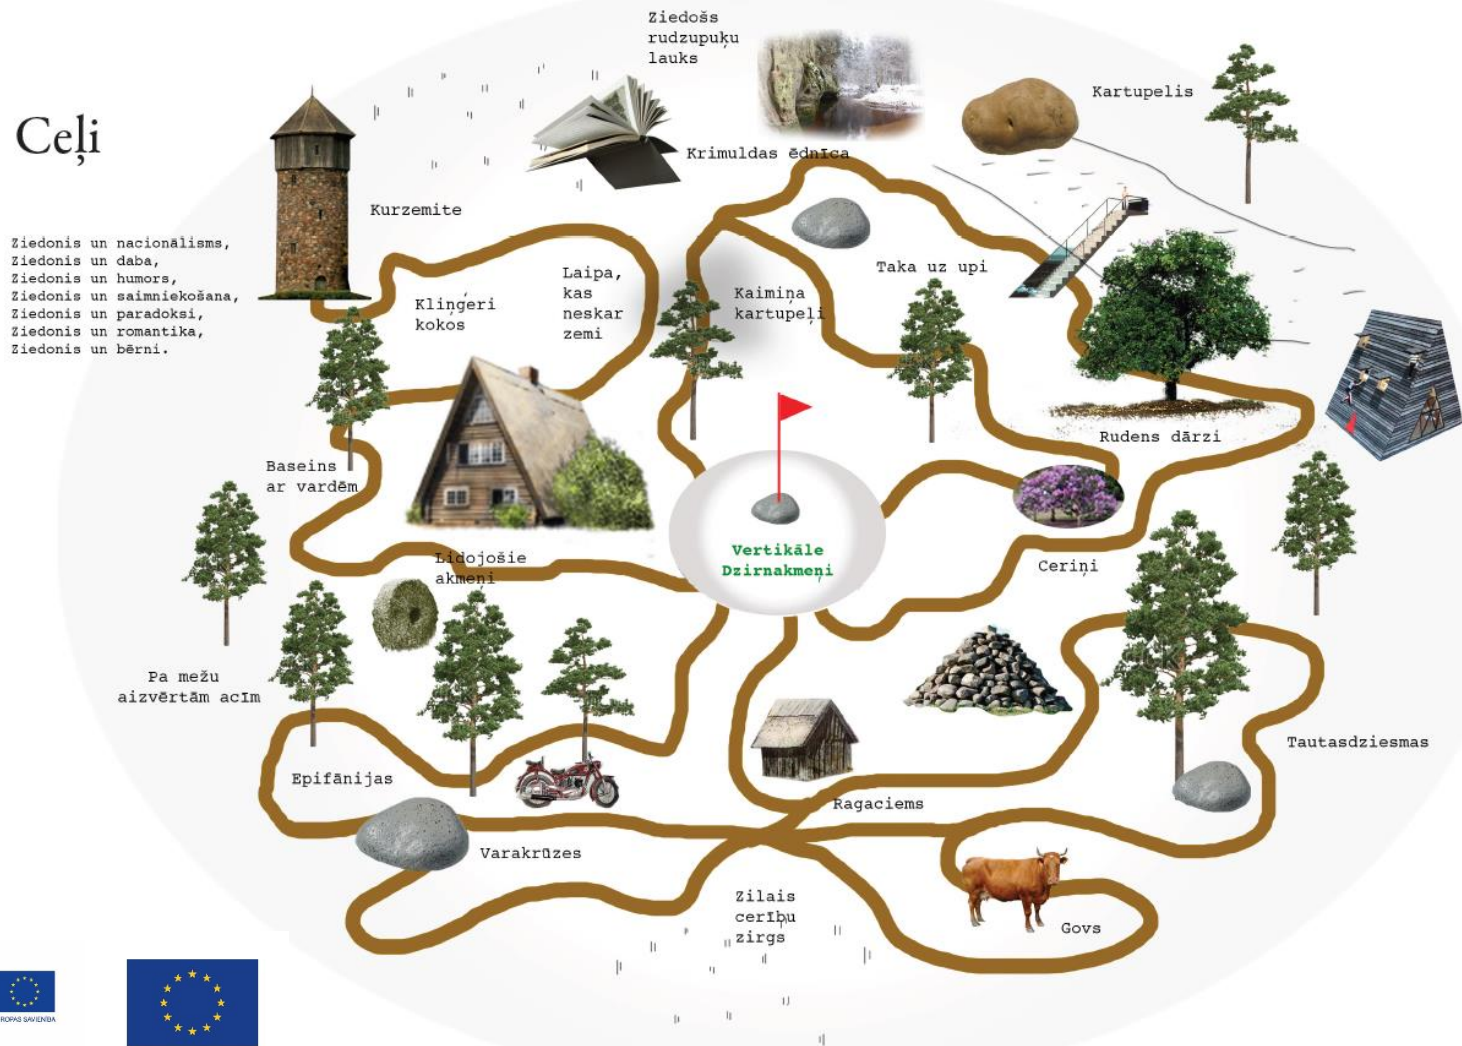 Ceļi
Ziedonis un nacionālisms,
Ziedonis un daba,
Ziedonis un humors,
Ziedonis un saimniekošana,
Ziedonis un paradoksi,
Ziedonis un romantika,
Ziedonis un bērni.
Ziedošs
rudzupuķu
lauks
Kartupelis
Krimuldas ēdnīca
Kurzemīte
Kliņģeri
kokos
Laipa,
kas
neskar
zemi
Kaimiņa
kartupeļi
Taka uz upi
Rudens dārzi
Baseins
ar vardēm
Vertikāle
Dzirnakmeņi
Lidojošie
akmeņi
Ceriņi
Pa mežu
aizvērtām acīm
Epifānijas
Tautasdziesmas
Ragaciems
Varakrūzes
Zilais
cerību
zirgs
Govs
ROPAS SAVIENĪBA